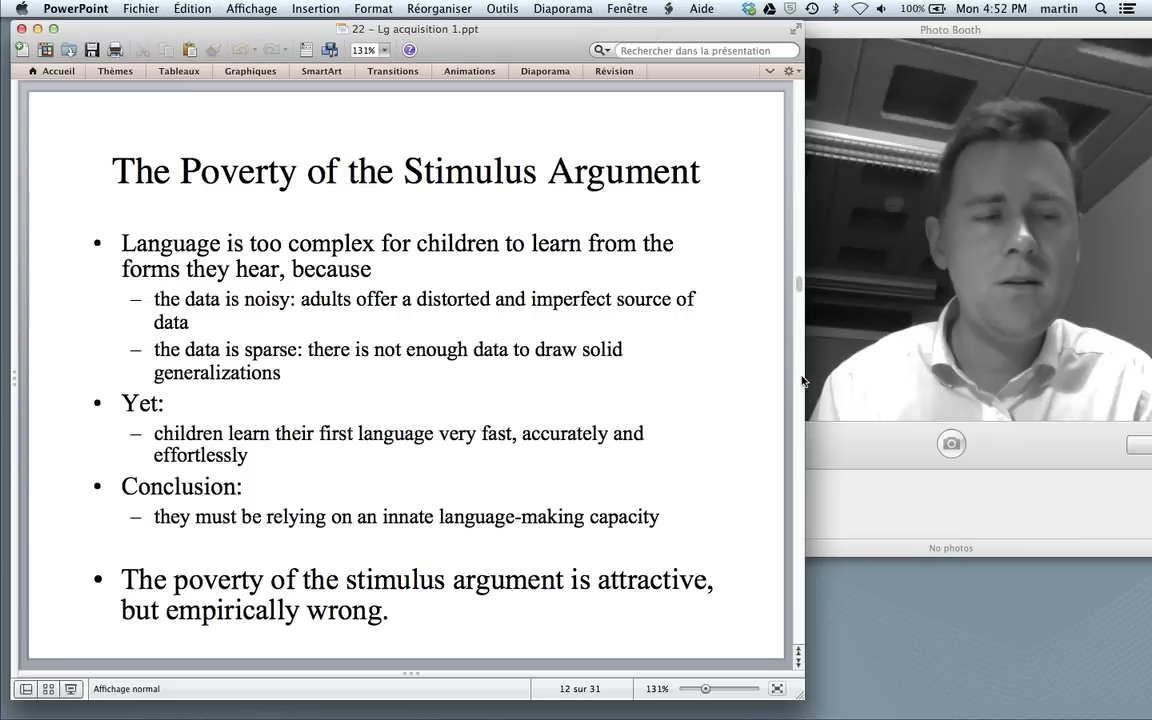 PowerPoint Fichier Édition Affichage Insertion Format Réorganiser Outils Diaporama Fenêtre Aide 100% Mon 4:52 PM martin
22 - Lg acquisition 1.ppt
Photo Booth
131% Rechercher dans la présentation
Accueil Thèmes Tableaux Graphiques SmartArt Transitions Animations Diaporama Révision
The Poverty of the Stimulus Argument
• Language is too complex for children to learn from the
forms they hear, because
– the data is noisy: adults offer a distorted and imperfect source of
data
– the data is sparse: there is not enough data to draw solid
generalizations
• Yet:
– children learn their first language very fast, accurately and
effortlessly
• Conclusion:
– they must be relying on an innate language-making capacity
• The poverty of the stimulus argument is attractive,
but empirically wrong.
No photos
Affichage normal 12 sur 31 131%